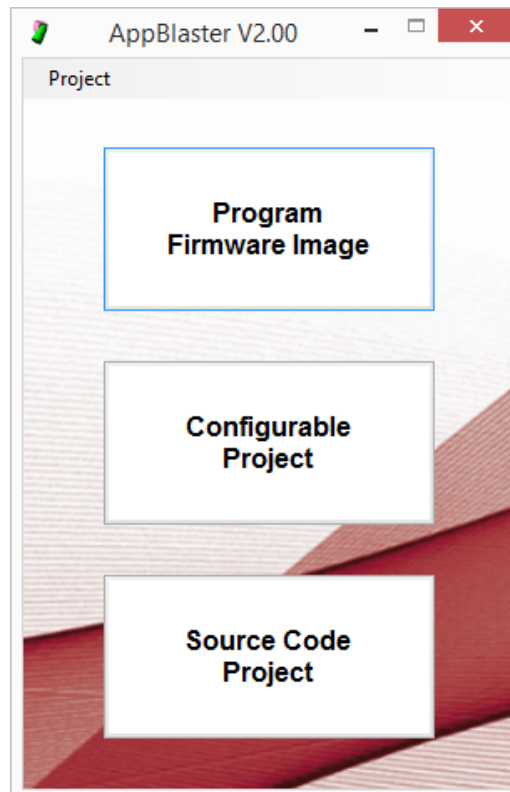 AppBlaster V2.00
Project
Program
Firmware Image
Configurable
Project
Source Code
Project